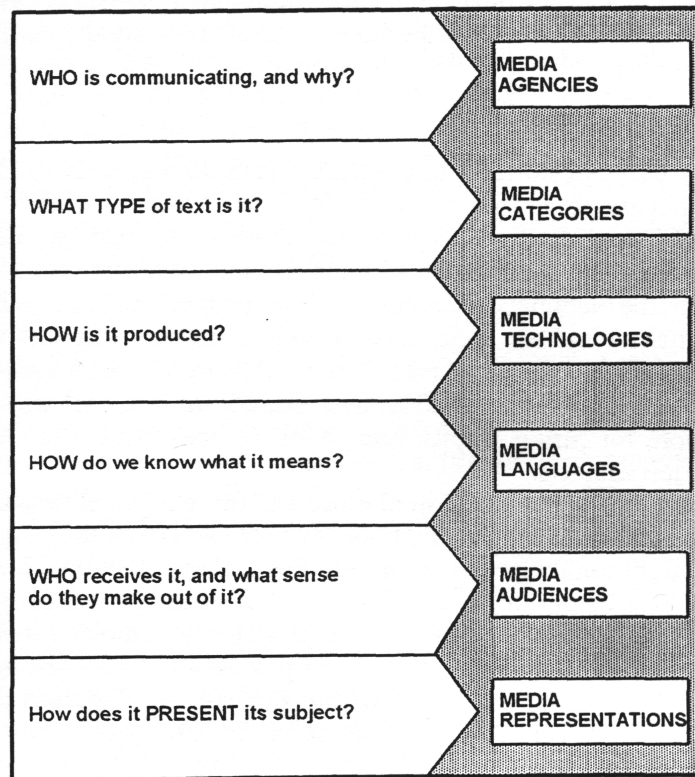 WHO is communicating, and why?
MEDIA
AGENCIES
WHAT TYPE of text is it?
MEDIA
CATEGORIES
HOW is it produced?
MEDIA
TECHNOLOGIES
HOW do we know what it means?
MEDIA
LANGUAGES
WHO receives it, and what sense
do they make out of it?
MEDIA
AUDIENCES
How does it PRESENT its subject?
MEDIA
REPRESENTATIONS